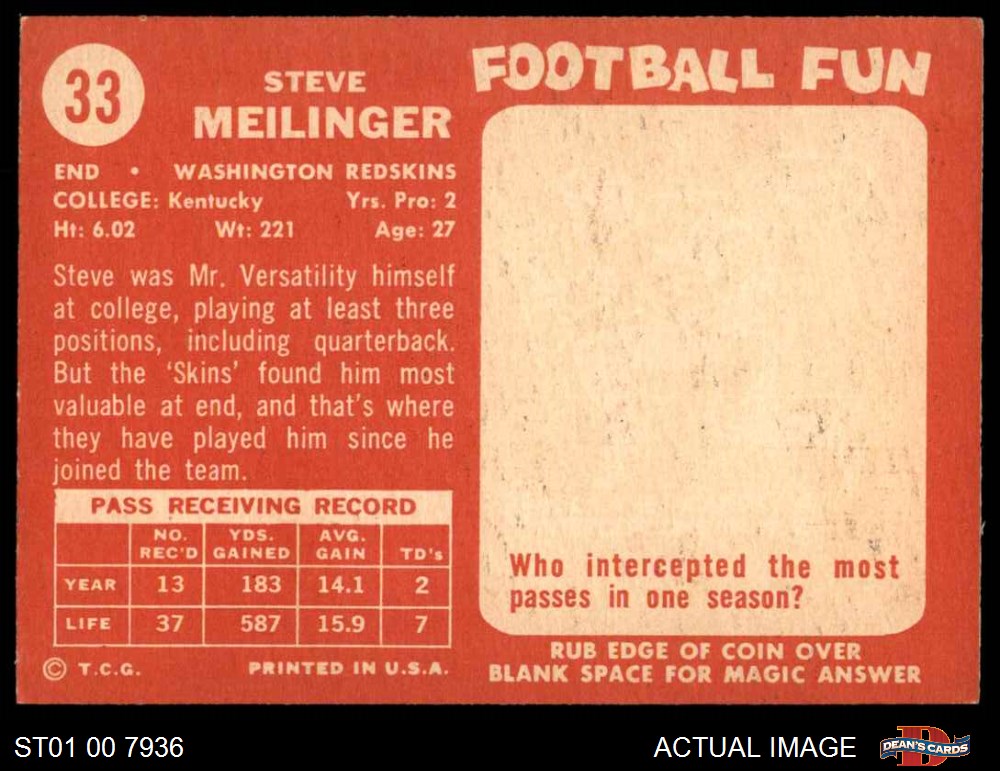 33
STEVE
MEILINGER
END • WASHINGTON REDSKINS
COLLEGE: Kentucky Yrs. Pro: 2
Ht: 6.02 Wt: 221 Age: 27
Steve was Mr. Versatility himself
at college, playing at least three
positions, including quarterback.
But the 'Skins' found him most
valuable at end, and that's where
they have played him since he
joined the team.
PASS RECEIVING RECORD
NO. REC'D YDS. GAINED AVG. GAIN TD's
YEAR 13 183 14.1 2
LIFE 37 587 15.9 7
© T.C.G. PRINTED IN U.S.A.
FOOTBALL FUN
Who intercepted the most
passes in one season?
RUB EDGE OF COIN OVER
BLANK SPACE FOR MAGIC ANSWER
ST01 00 7936
ACTUAL IMAGE
D
DEAN'S CARDS